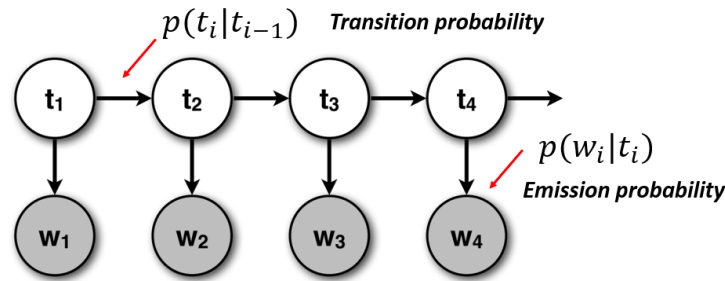 p(t_i|t_{i-1}) Transition probability
t₁ t₂ t₃ t₄
p(w_i|t_i)
Emission probability
w₁ w₂ w₃ w₄